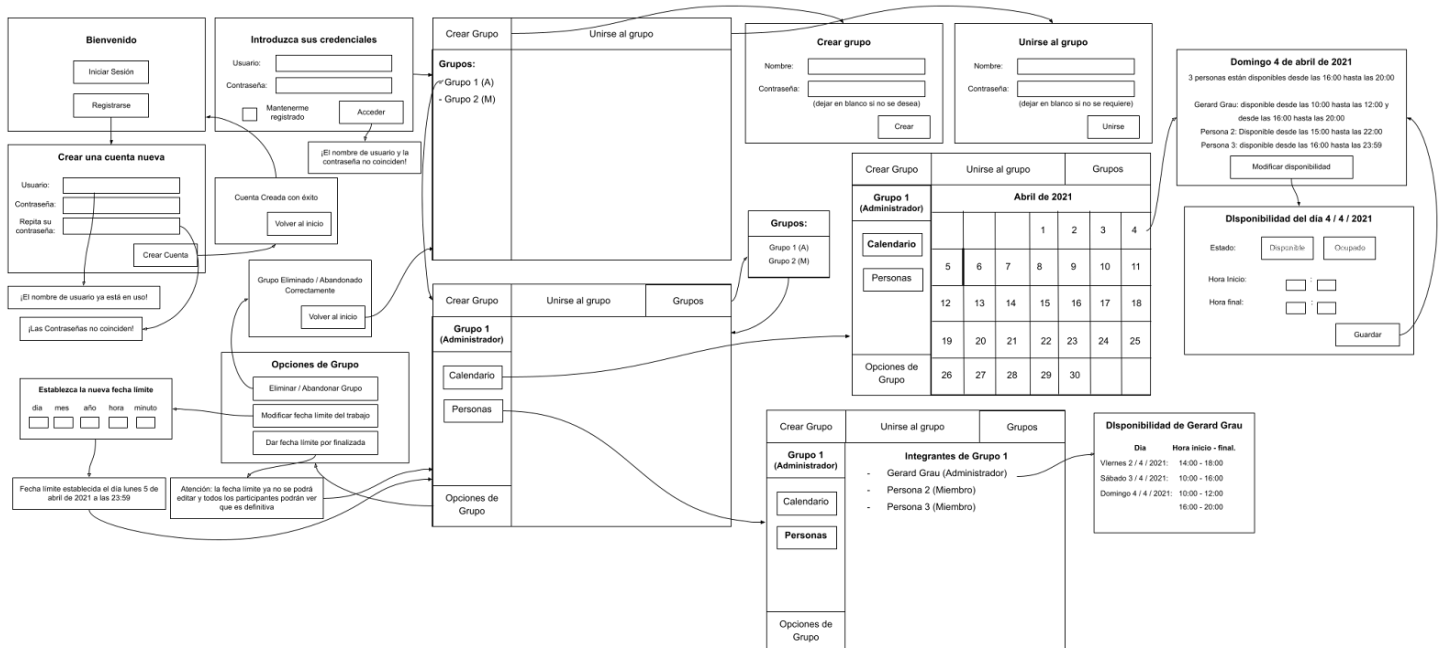 Bienvenido
Iniciar Sesión
Registrarse
Introduzca sus credenciales
Usuario:
Contraseña:
Mantenerme
registrado
Acceder
¡El nombre de usuario y la
contraseña no coinciden!
Crear una cuenta nueva
Usuario:
Contraseña:
Repita su
contraseña:
Crear Cuenta
¡El nombre de usuario ya está en uso!
¡Las Contraseñas no coinciden!
Cuenta Creada con éxito
Volver al inicio
Grupo Eliminado / Abandonado
Correctamente
Volver al inicio
Opciones de Grupo
Eliminar / Abandonar Grupo
Modificar fecha límite del trabajo
Dar fecha límite por finalizada
Establezca la nueva fecha límite
día mes año hora minuto
Fecha límite establecida el día lunes 5 de
abril de 2021 a las 23:59
Atención: la fecha límite ya no se podrá
editar y todos los participantes podrán ver
que es definitiva
Crear Grupo Unirse al grupo
Grupos:
- Grupo 1 (A)
- Grupo 2 (M)
Crear Grupo Unirse al grupo Grupos
Grupo 1
(Administrador)
Calendario
Personas
Opciones de
Grupo
Grupos:
Grupo 1 (A)
Grupo 2 (M)
Crear grupo
Nombre:
Contraseña:
(dejar en blanco si no se desea)
Crear
Unirse al grupo
Nombre:
Contraseña:
(dejar en blanco si no se requiere)
Unirse
Crear Grupo Unirse al grupo Grupos
Grupo 1
(Administrador)
Calendario
Personas
Opciones de
Grupo
Abril de 2021
1 2 3 4
5 6 7 8 9 10 11
12 13 14 15 16 17 18
19 20 21 22 23 24 25
26 27 28 29 30
Domingo 4 de abril de 2021
3 personas están disponibles desde las 16:00 hasta las 20:00
Gerard Grau: disponible desde las 10:00 hasta las 12:00 y
desde las 16:00 hasta las 20:00
Persona 2: Disponible desde las 15:00 hasta las 22:00
Persona 3: disponible desde las 16:00 hasta las 23:59
Modificar disponibilidad
DIsponibilidad del día 4 / 4 / 2021
Estado: Disponible Ocupado
Hora Inicio: :
Hora final: :
Guardar
Crear Grupo Unirse al grupo Grupos
Grupo 1
(Administrador)
Calendario
Personas
Opciones de
Grupo
Integrantes de Grupo 1
- Gerard Grau (Administrador)
- Persona 2 (Miembro)
- Persona 3 (Miembro)
DIsponibilidad de Gerard Grau
Día Hora inicio - final.
VIernes 2 / 4 / 2021: 14:00 - 18:00
Sábado 3 / 4 / 2021: 10:00 - 16:00
Domingo 4 / 4 / 2021: 10:00 - 12:00
16:00 - 20:00